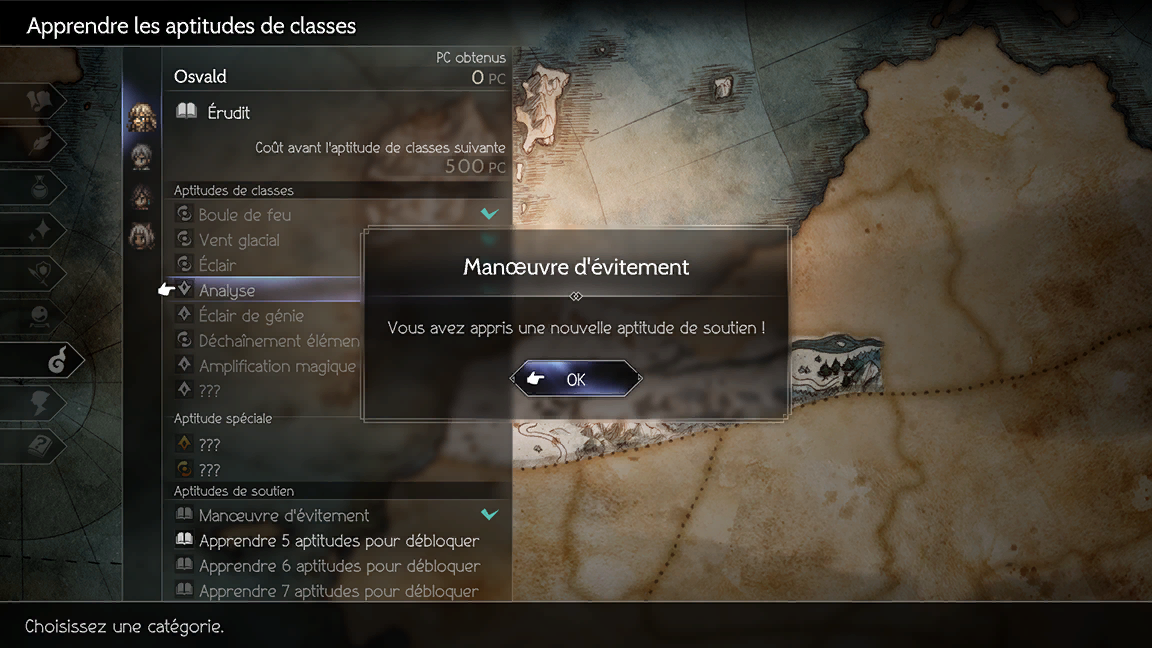 Apprendre les aptitudes de classes
PC obtenus
Osvald
0 PC
Érudit
Coût avant l'aptitude de classes suivante
500 PC
Aptitudes de classes
Boule de feu
Vent glacial
Éclair
Analyse
Éclair de génie
Déchaînement élémen
Amplification magique
???
Aptitude spéciale
???
???
Aptitudes de soutien
Manœuvre d'évitement
Apprendre 5 aptitudes pour débloquer
Apprendre 6 aptitudes pour débloquer
Apprendre 7 aptitudes pour débloquer
Manœuvre d'évitement
Vous avez appris une nouvelle aptitude de soutien !
OK
Choisissez une catégorie.